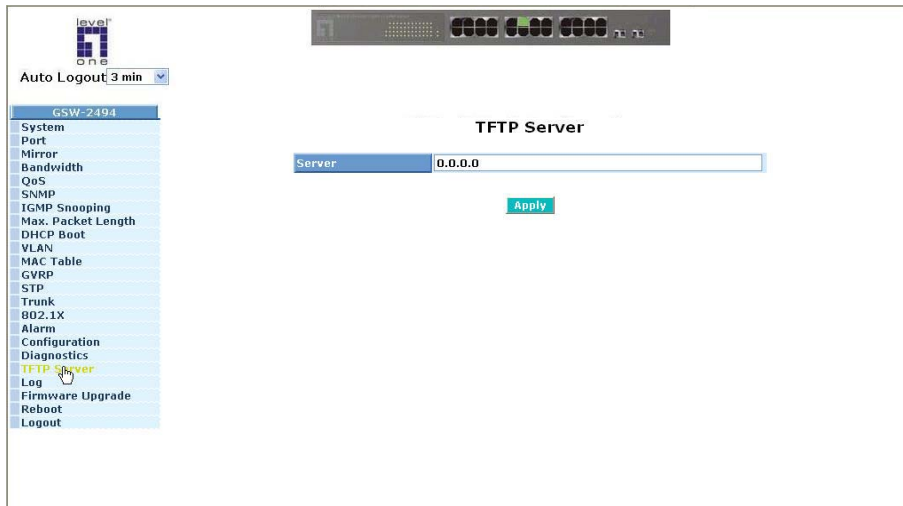 level
one
Auto Logout 3 min
GSW-2494
System
Port
Mirror
Bandwidth
QoS
SNMP
IGMP Snooping
Max. Packet Length
DHCP Boot
VLAN
MAC Table
GVRP
STP
Trunk
802.1X
Alarm
Configuration
Diagnostics
TFTP Server
Log
Firmware Upgrade
Reboot
Logout
TFTP Server
Server 0.0.0.0
Apply